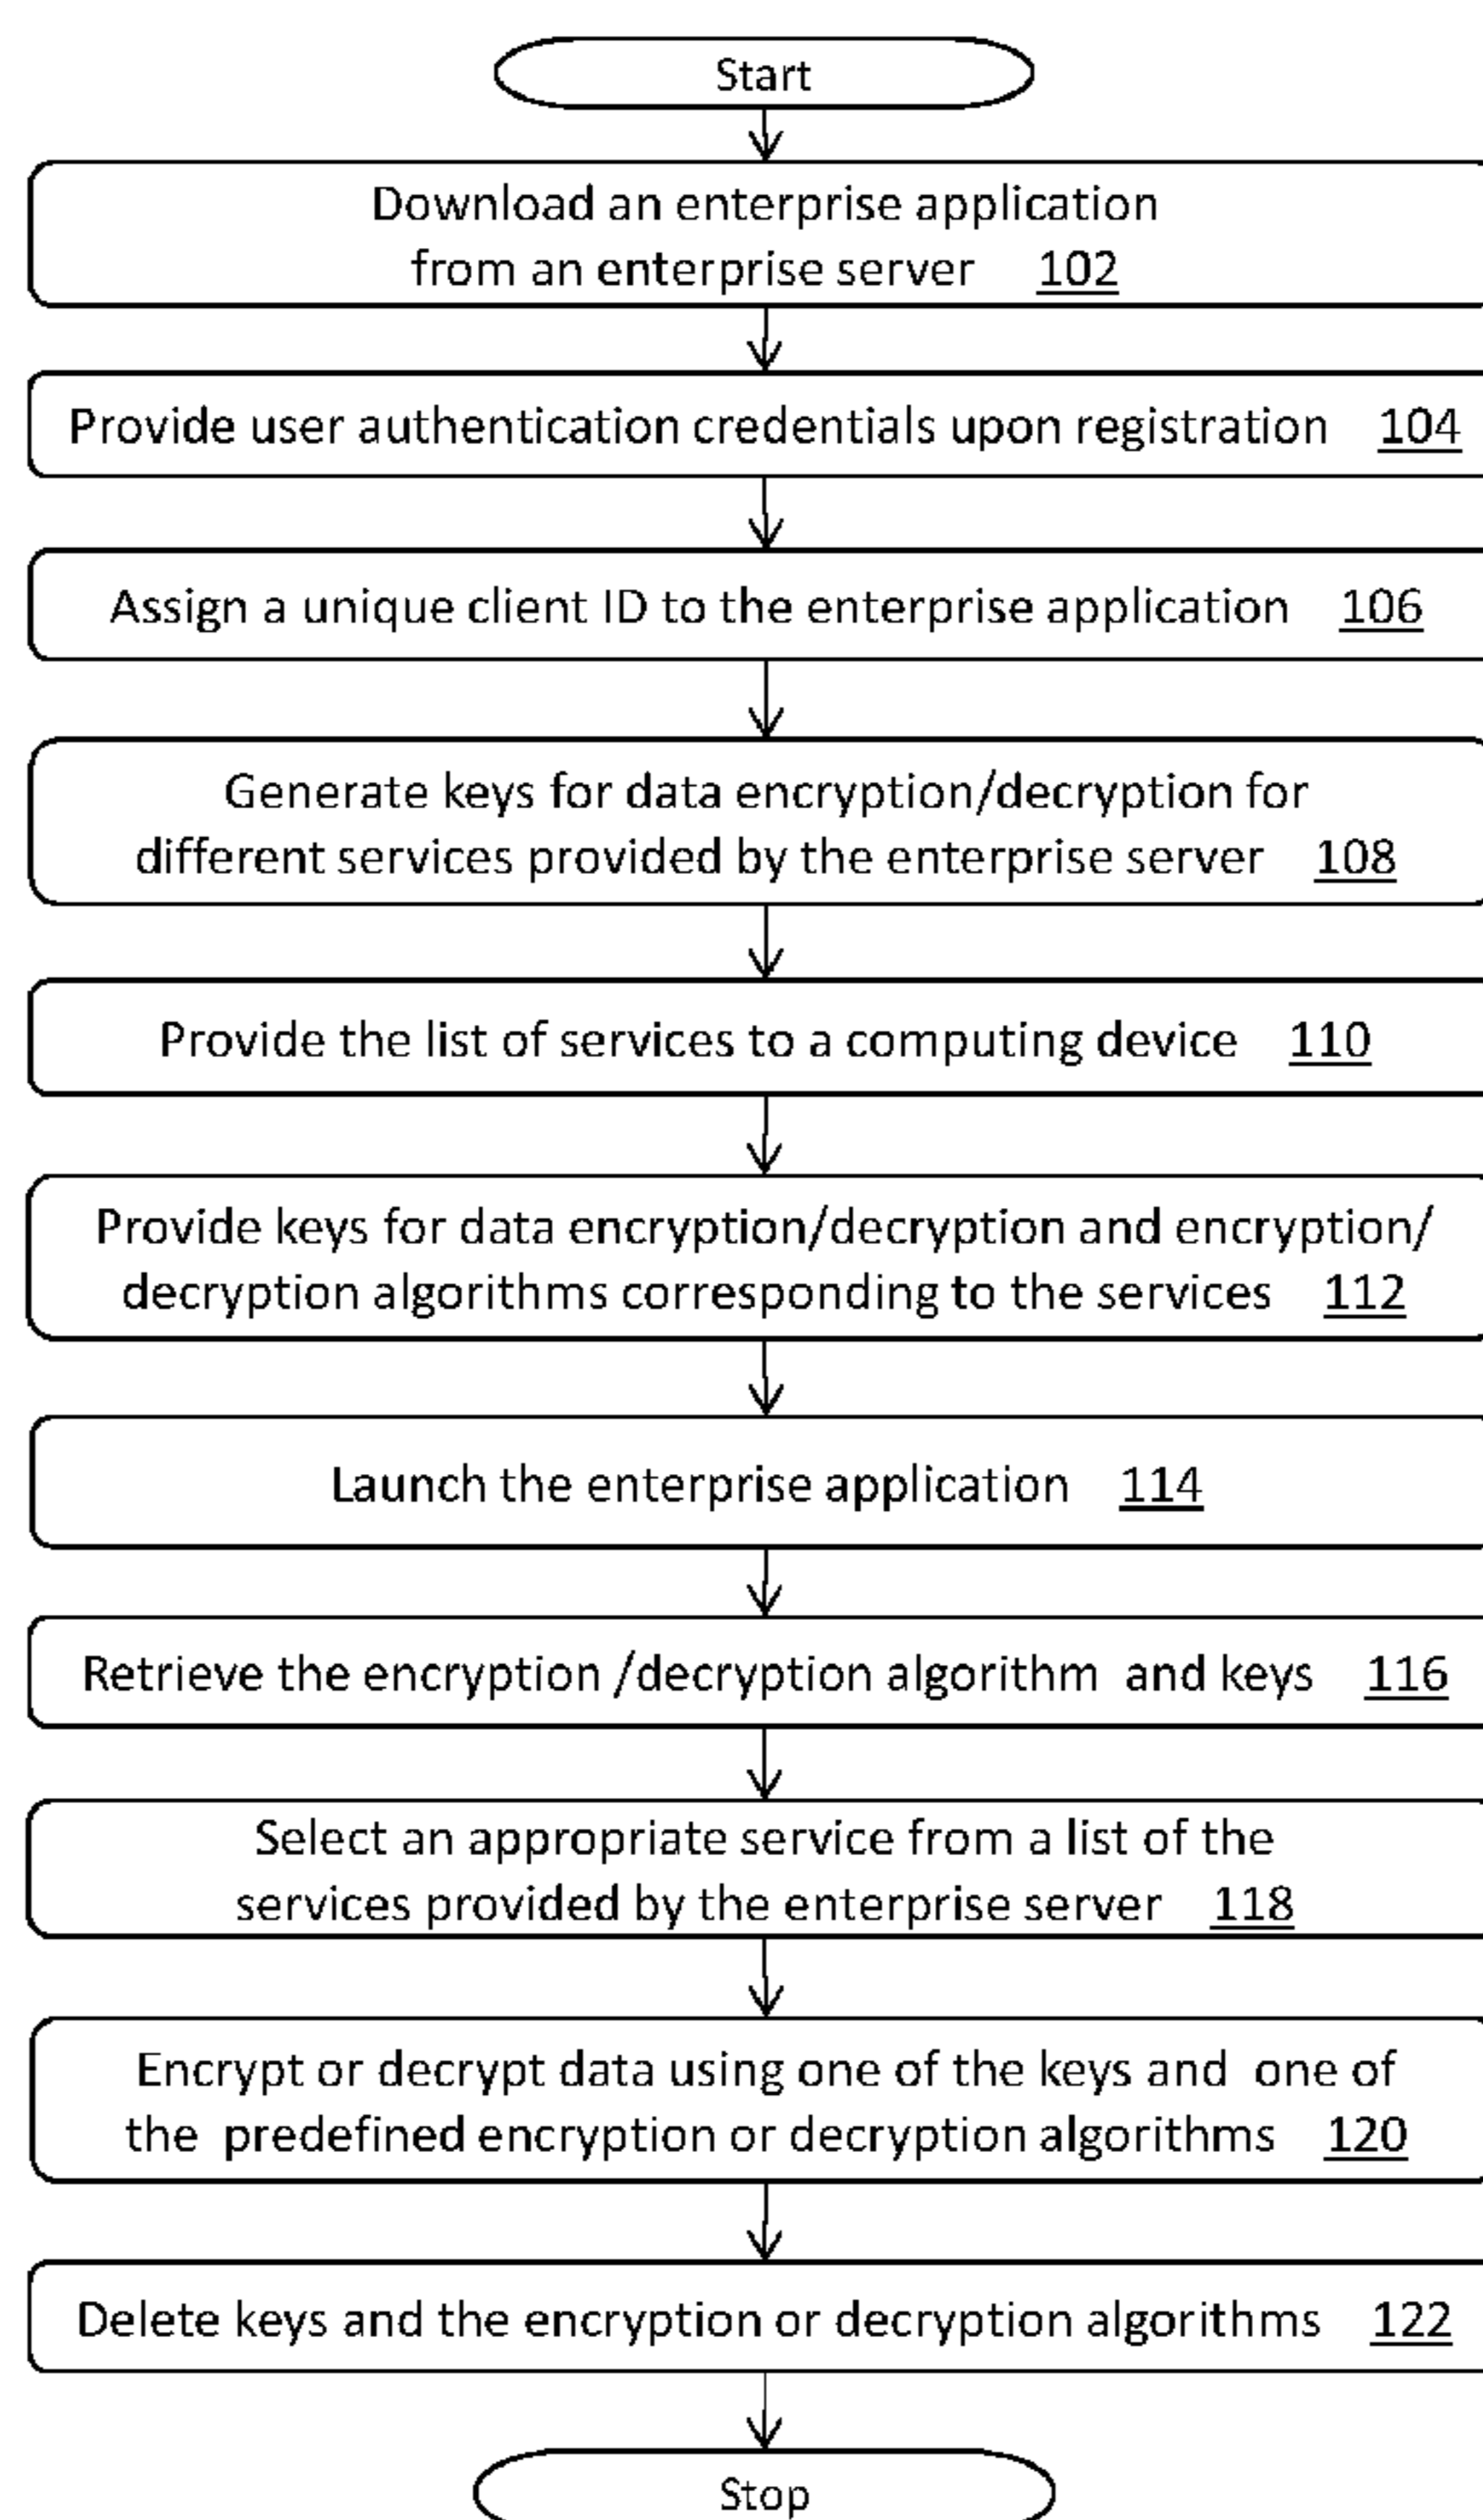 Start
Download an enterprise application
from an enterprise server 102
Provide user authentication credentials upon registration 104
Assign a unique client ID to the enterprise application 106
Generate keys for data encryption/decryption for
different services provided by the enterprise server 108
Provide the list of services to a computing device 110
Provide keys for data encryption/decryption and encryption/
decryption algorithms corresponding to the services 112
Launch the enterprise application 114
Retrieve the encryption /decryption algorithm and keys 116
Select an appropriate service from a list of the
services provided by the enterprise server 118
Encrypt or decrypt data using one of the keys and one of
the predefined encryption or decryption algorithms 120
Delete keys and the encryption or decryption algorithms 122
Stop